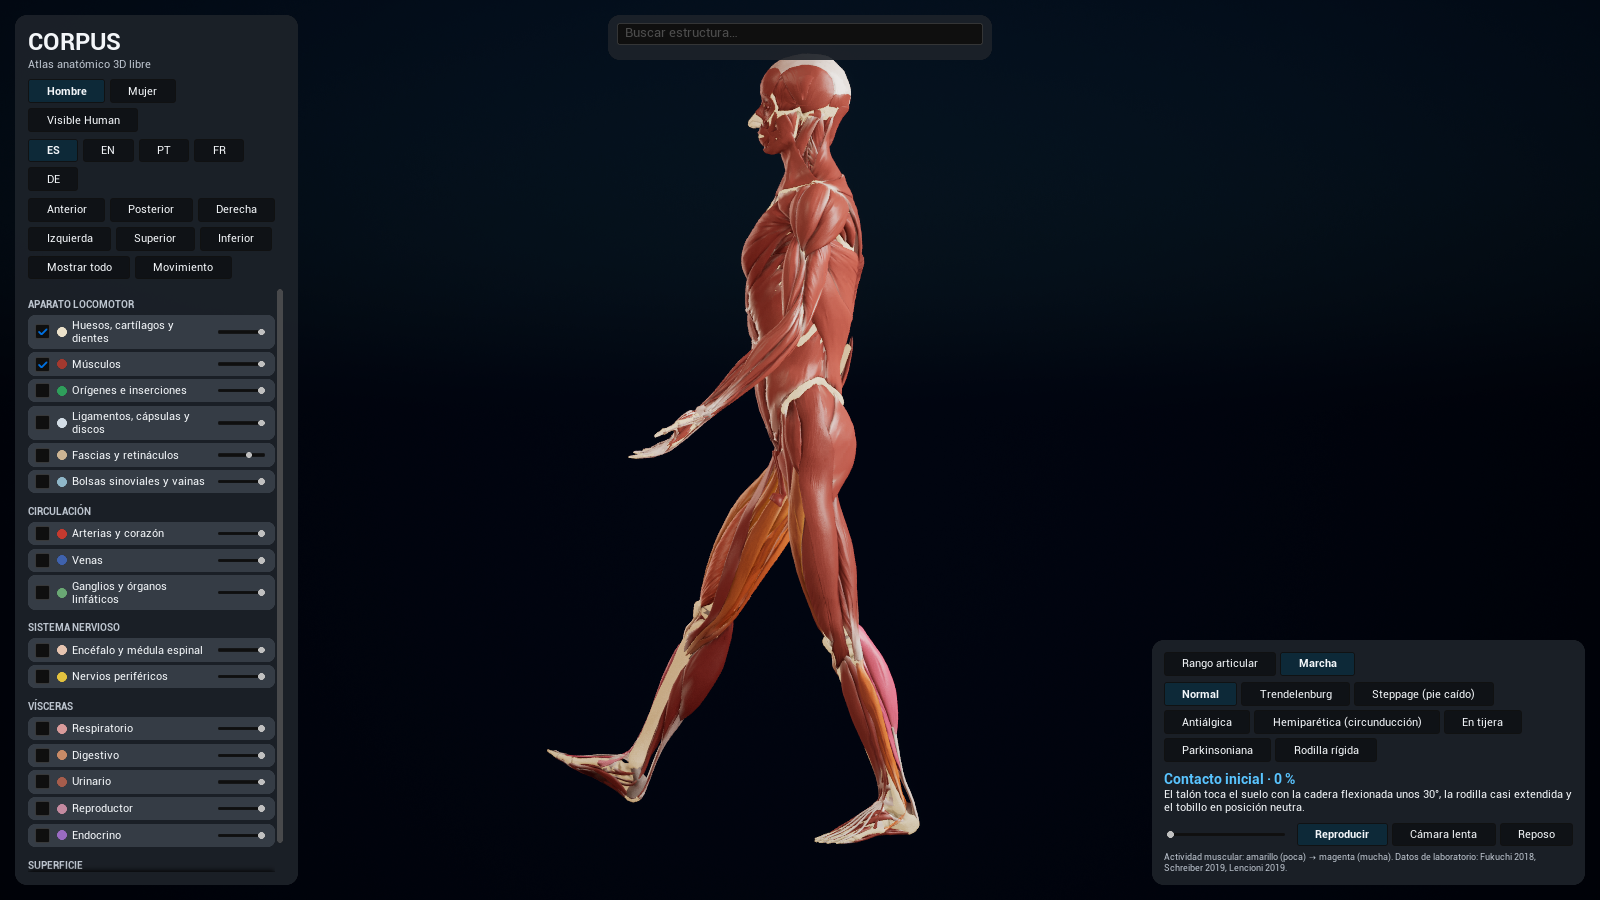 CORPUS
Atlas anatómico 3D libre
Hombre
Mujer
Visible Human
ES
EN
PT
FR
DE
Anterior
Posterior
Derecha
Izquierda
Superior
Inferior
Mostrar todo
Movimiento
APARATO LOCOMOTOR
Huesos, cartílagos y
dientes
Músculos
Orígenes e inserciones
Ligamentos, cápsulas y
discos
Fascias y retináculos
Bolsas sinoviales y vainas
CIRCULACIÓN
Arterias y corazón
Venas
Ganglios y órganos
linfáticos
SISTEMA NERVIOSO
Encéfalo y médula espinal
Nervios periféricos
VÍSCERAS
Respiratorio
Digestivo
Urinario
Reproductor
Endocrino
SUPERFICIE
Buscar estructura...
Rango articular
Marcha
Normal
Trendelenburg
Steppage (pie caído)
Antiálgica
Hemiparética (circunducción)
En tijera
Parkinsoniana
Rodilla rígida
Contacto inicial · 0 %
El talón toca el suelo con la cadera flexionada unos 30°, la rodilla casi extendida y
el tobillo en posición neutra.
Reproducir
Cámara lenta
Reposo
Actividad muscular: amarillo (poca) → magenta (mucha). Datos de laboratorio: Fukuchi 2018,
Schreiber 2019, Lencioni 2019.